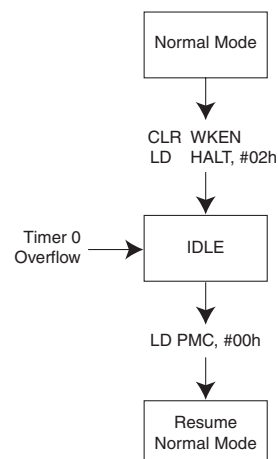 Normal Mode
CLR WKEN
LD HALT, #02h
Timer 0
Overflow
IDLE
LD PMC, #00h
Resume
Normal Mode